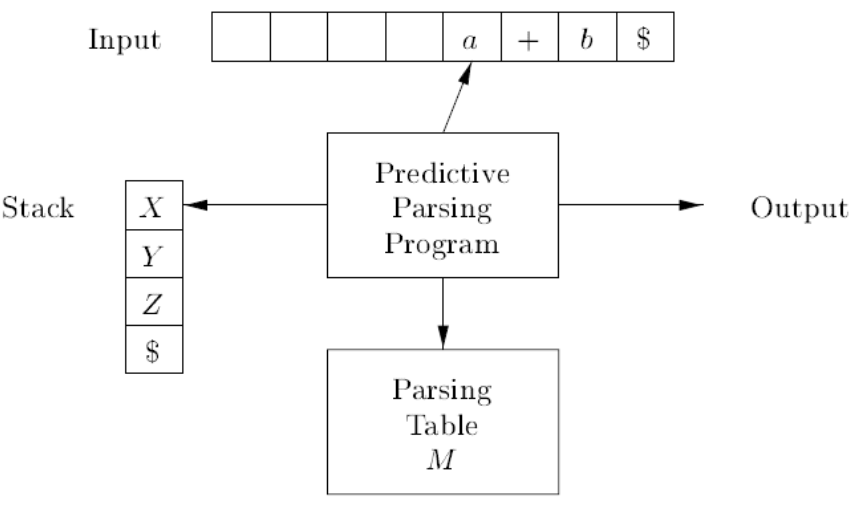 Input a + b $
Predictive
Parsing
Program
Stack X
Y
Z
$
Output
Parsing
Table
M